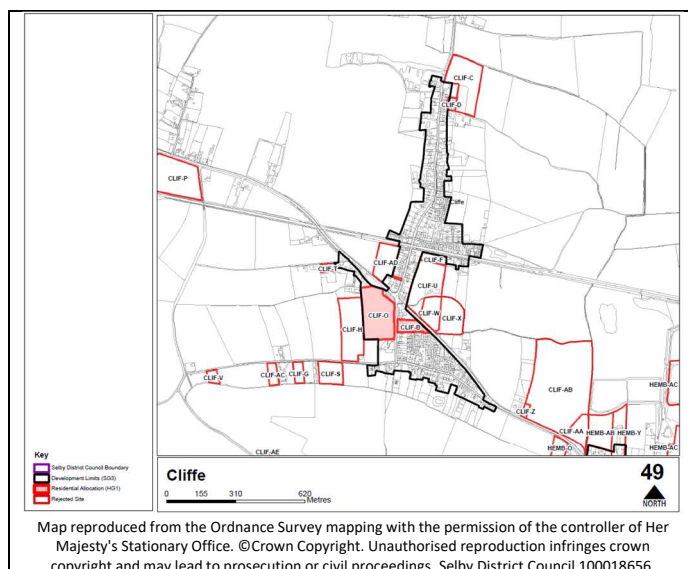 CLIF-C
CLIF-D
CLIF-P
Cliffe
CLIF-AD
CLIF-F
CLIF-U
CLIF-O
CLIF-W
CLIF-X
CLIF-B
CLIF-H
CLIF-V
CLIF-AC
CLIF-G
CLIF-S
CLIF-AB
CLIF-Z
CLIF-AA
HEMB-AC
HEMB-AB
HEMB-Y
HEMB-O
HEMB-AC
CLIF-AE
Key
Selby District Council Boundary
Development Limits (SG3)
Residential Allocation (HG1)
Rejected Site
Cliffe
0 155 310 620
Metres
49
NORTH
Map reproduced from the Ordnance Survey mapping with the permission of the controller of Her
Majesty's Stationary Office. ©Crown Copyright. Unauthorised reproduction infringes crown
copyright and may lead to prosecution or civil proceedings. Selby District Council 100018656